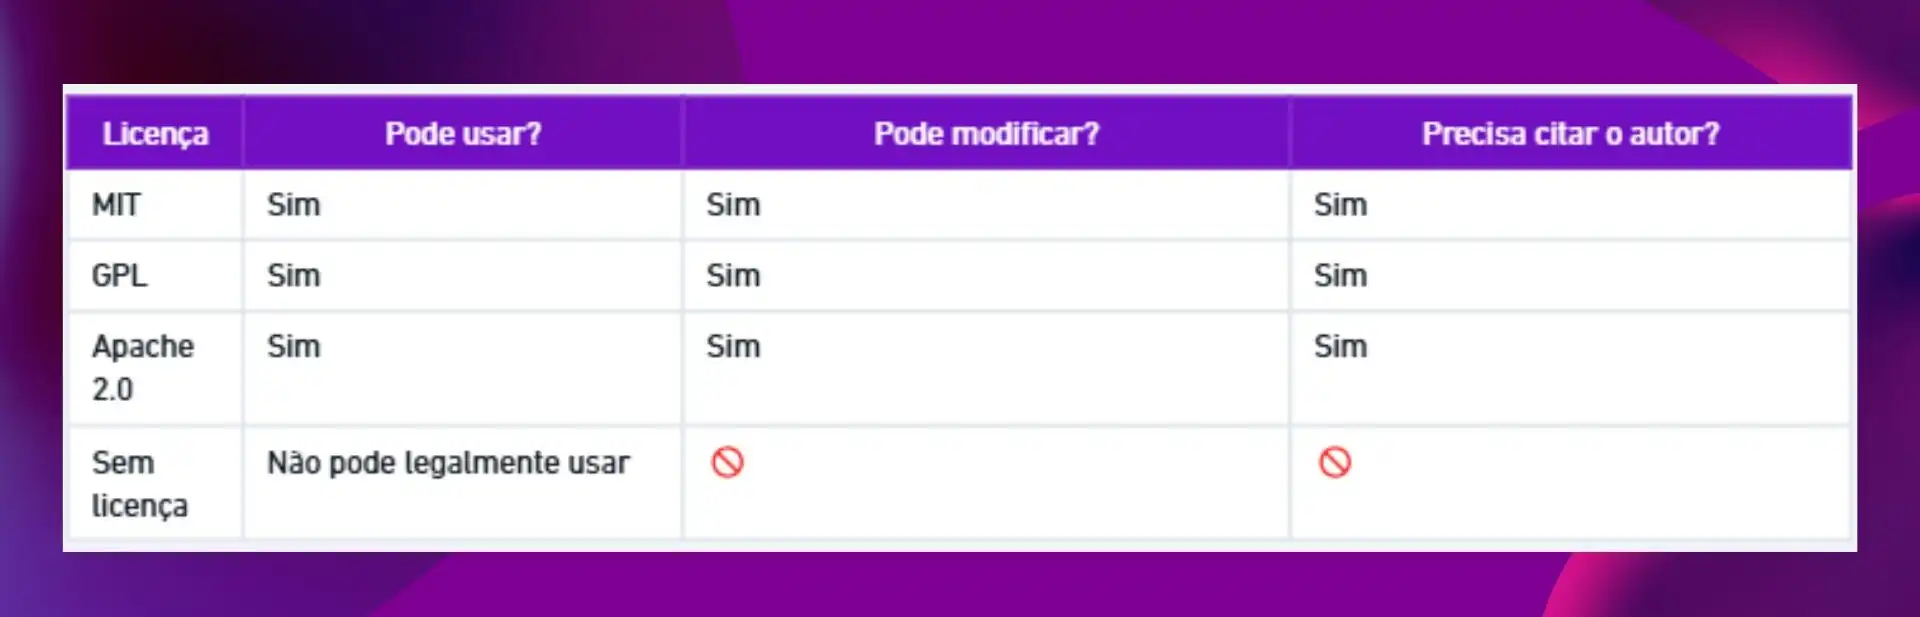 Licença Pode usar? Pode modificar? Precisa citar o autor?
MIT Sim Sim Sim
GPL Sim Sim Sim
Apache 2.0 Sim Sim Sim
Sem licença Não pode legalmente usar 🚫 🚫